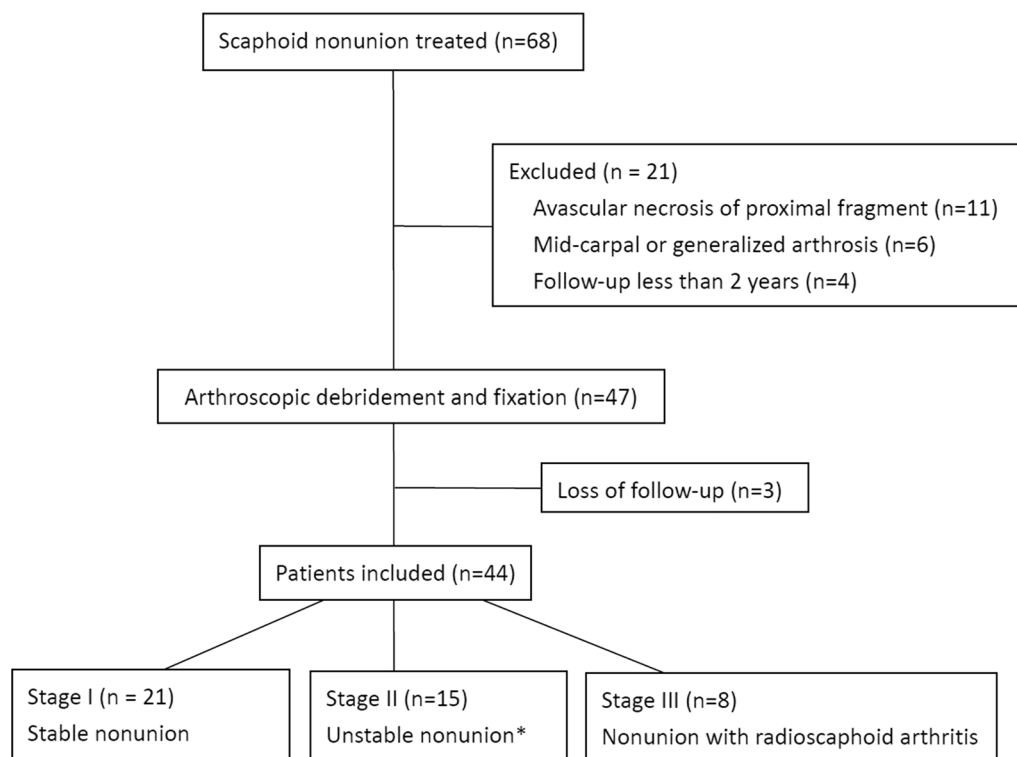 Scaphoid nonunion treated (n=68)
Excluded (n = 21)
Avascular necrosis of proximal fragment (n=11)
Mid-carpal or generalized arthrosis (n=6)
Follow-up less than 2 years (n=4)
Arthroscopic debridement and fixation (n=47)
Loss of follow-up (n=3)
Patients included (n=44)
Stage I (n = 21)
Stable nonunion
Stage II (n=15)
Unstable nonunion*
Stage III (n=8)
Nonunion with radioscaphoid arthritis